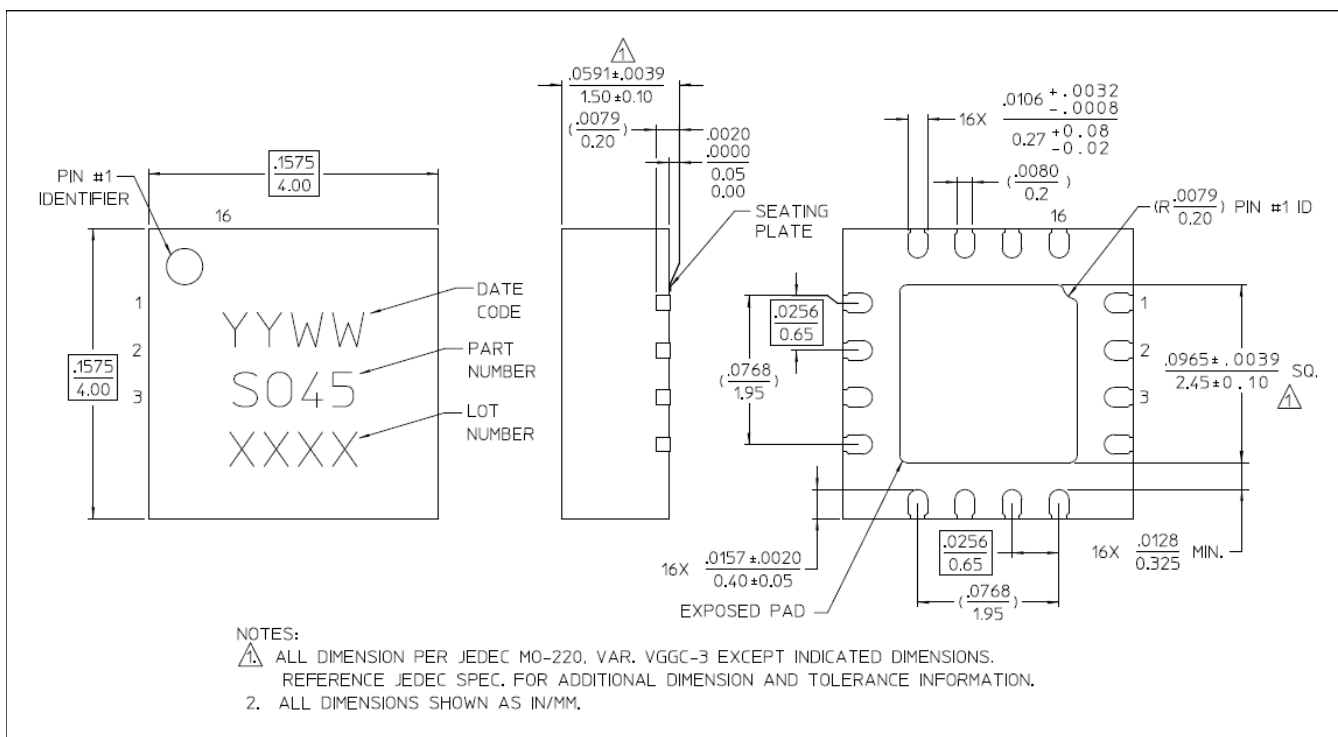 PIN #1
IDENTIFIER
.1575
4.00
16
1
2
3
.1575
4.00
YYWW
SO45
XXXX
DATE
CODE
PART
NUMBER
LOT
NUMBER
1
.0591±.0039
1.50±0.10
(.0079
0.20)
.0020
.0000
0.05
0.00
SEATING
PLATE
16X .0106 +.0032
-.0008
0.27 +0.08
-0.02
(.0080
0.2)
16
(R.0079
0.20) PIN #1 ID
.0256
0.65
(.0768
1.95)
1
2
3
.0965±.0039
2.45±0.10 SQ.
1
16X .0157±.0020
0.40±0.05
EXPOSED PAD
.0256
0.65
(.0768
1.95)
16X .0128
0.325 MIN.
NOTES:
1. ALL DIMENSION PER JEDEC MO-220, VAR. VGGC-3 EXCEPT INDICATED DIMENSIONS.
REFERENCE JEDEC SPEC. FOR ADDITIONAL DIMENSION AND TOLERANCE INFORMATION.
2. ALL DIMENSIONS SHOWN AS IN/MM.